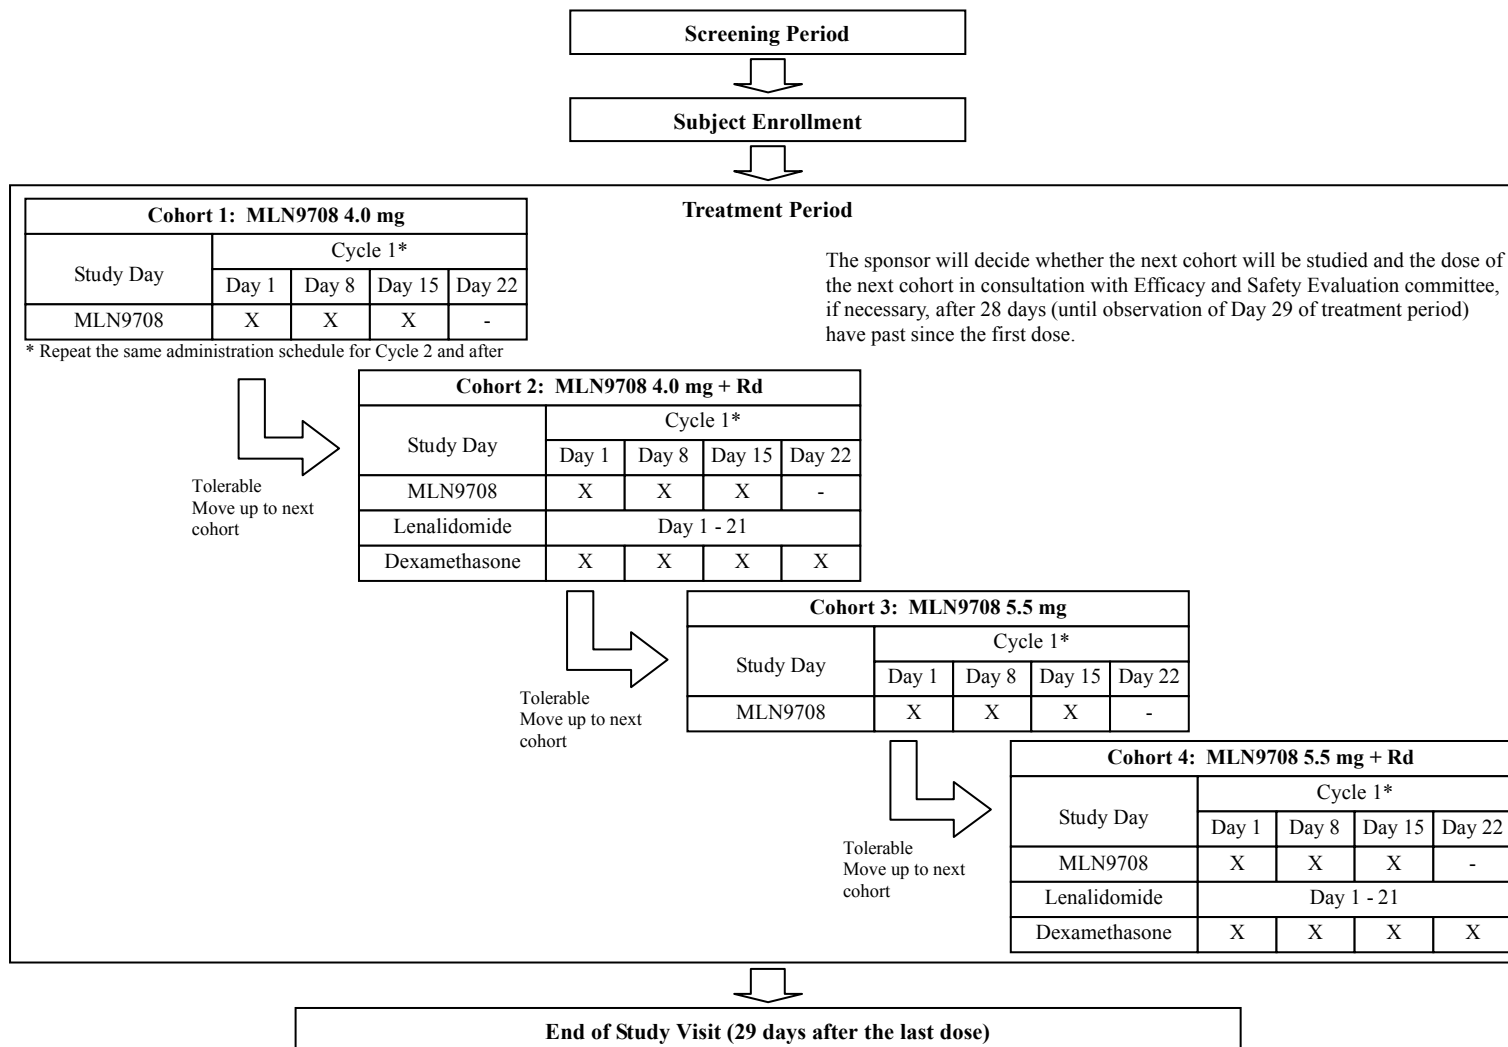 Screening Period
Subject Enrollment
Treatment Period
Cohort 1: MLN9708 4.0 mg
Study Day
Cycle 1*
Day 1 Day 8 Day 15 Day 22
MLN9708 X X X -
* Repeat the same administration schedule for Cycle 2 and after
The sponsor will decide whether the next cohort will be studied and the dose of
the next cohort in consultation with Efficacy and Safety Evaluation committee,
if necessary, after 28 days (until observation of Day 29 of treatment period)
have past since the first dose.
Tolerable
Move up to next
cohort
Cohort 2: MLN9708 4.0 mg + Rd
Study Day
Cycle 1*
Day 1 Day 8 Day 15 Day 22
MLN9708 X X X -
Lenalidomide Day 1 - 21
Dexamethasone X X X X
Tolerable
Move up to next
cohort
Cohort 3: MLN9708 5.5 mg
Study Day
Cycle 1*
Day 1 Day 8 Day 15 Day 22
MLN9708 X X X -
Tolerable
Move up to next
cohort
Cohort 4: MLN9708 5.5 mg + Rd
Study Day
Cycle 1*
Day 1 Day 8 Day 15 Day 22
MLN9708 X X X -
Lenalidomide Day 1 - 21
Dexamethasone X X X X
End of Study Visit (29 days after the last dose)